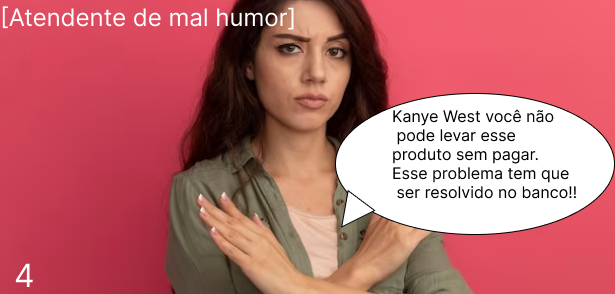 [Atendente de mal humor]
Kanye West você não
pode levar esse
produto sem pagar.
Esse problema tem que
ser resolvido no banco!!
4